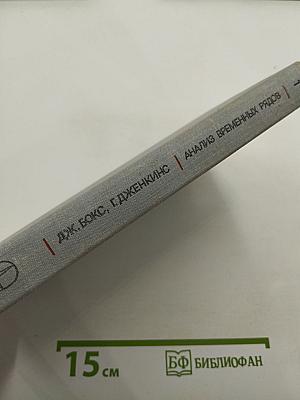 ДЖ. БОКС, Г. ДЖЕНКИНС | АНАЛИЗ ВРЕМЕННЫХ РЯДОВ |
15 см
БФ БИБЛИОФАН